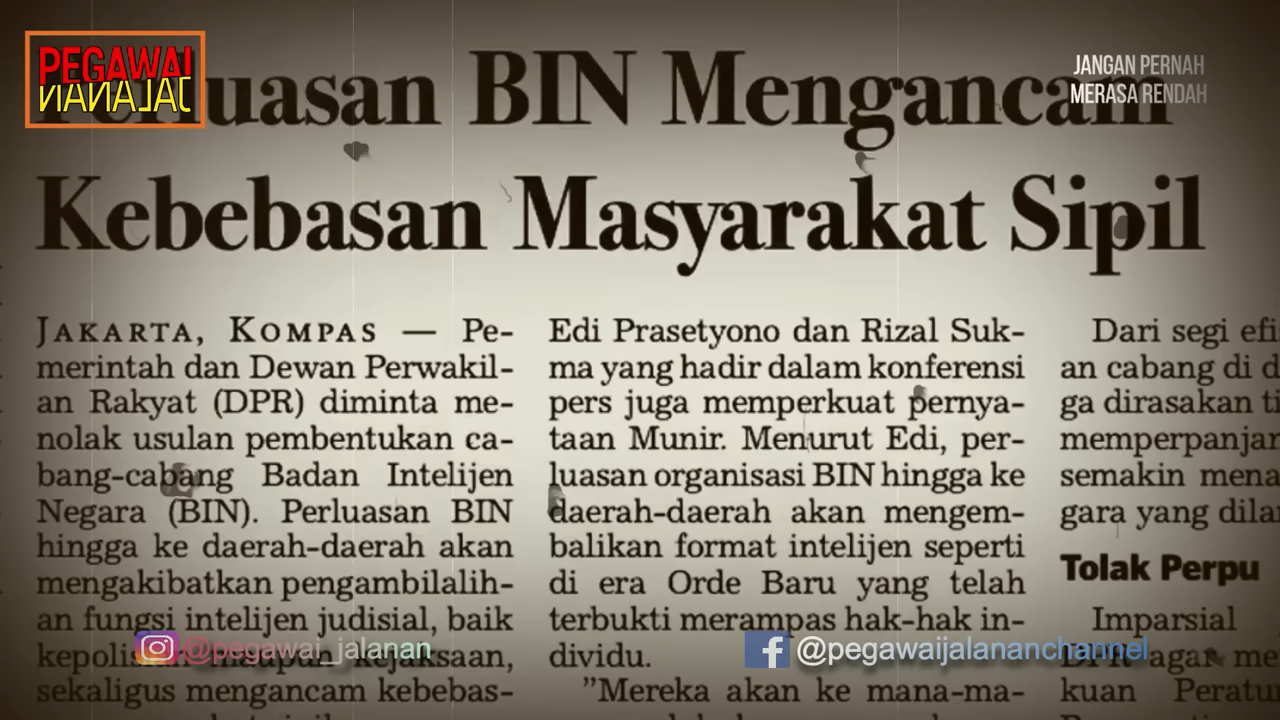 PEGAWAI
JALANAN
JANGAN PERNAH
MERASA RENDAH
Perluasan BIN Mengancam
Kebebasan Masyarakat Sipil
JAKARTA, KOMPAS — Pe-
merintah dan Dewan Perwakil-
an Rakyat (DPR) diminta me-
nolak usulan pembentukan ca-
bang-cabang Badan Intelijen
Negara (BIN). Perluasan BIN
hingga ke daerah-daerah akan
mengakibatkan pengambilalih-
an fungsi intelijen judisial, baik
kepolisian maupun kejaksaan,
sekaligus mengancam kebebas-
Edi Prasetyono dan Rizal Suk-
ma yang hadir dalam konferensi
pers juga memperkuat pernya-
taan Munir. Menurut Edi, per-
luasan organisasi BIN hingga ke
daerah-daerah akan mengem-
balikan format intelijen seperti
di era Orde Baru yang telah
terbukti merampas hak-hak in-
dividu.
"Mereka akan ke mana-ma-
Dari segi efi
an cabang di d
ga dirasakan ti
memperpanjan
semakin mena
gara yang dila
Tolak Perpu
Imparsial
DPR agar me
kuan Peratu
@pegawai_jalanan
@pegawaijalananchannel